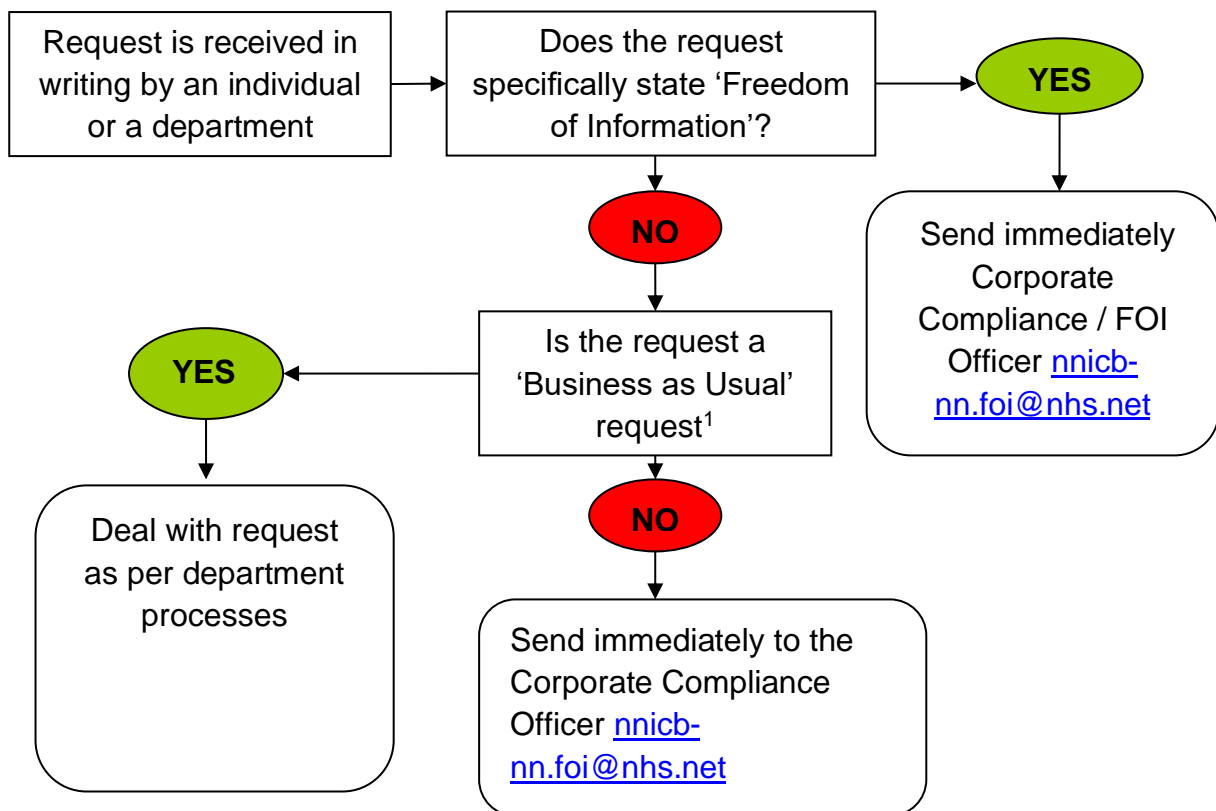 Request is received in
writing by an individual
or a department
Does the request
specifically state ‘Freedom
of Information’?
YES
Send immediately
Corporate
Compliance / FOI
Officer nnicb-
nn.foi@nhs.net
NO
Is the request a
‘Business as Usual’
request¹
YES
Deal with request
as per department
processes
NO
Send immediately to the
Corporate Compliance
Officer nnicb-
nn.foi@nhs.net